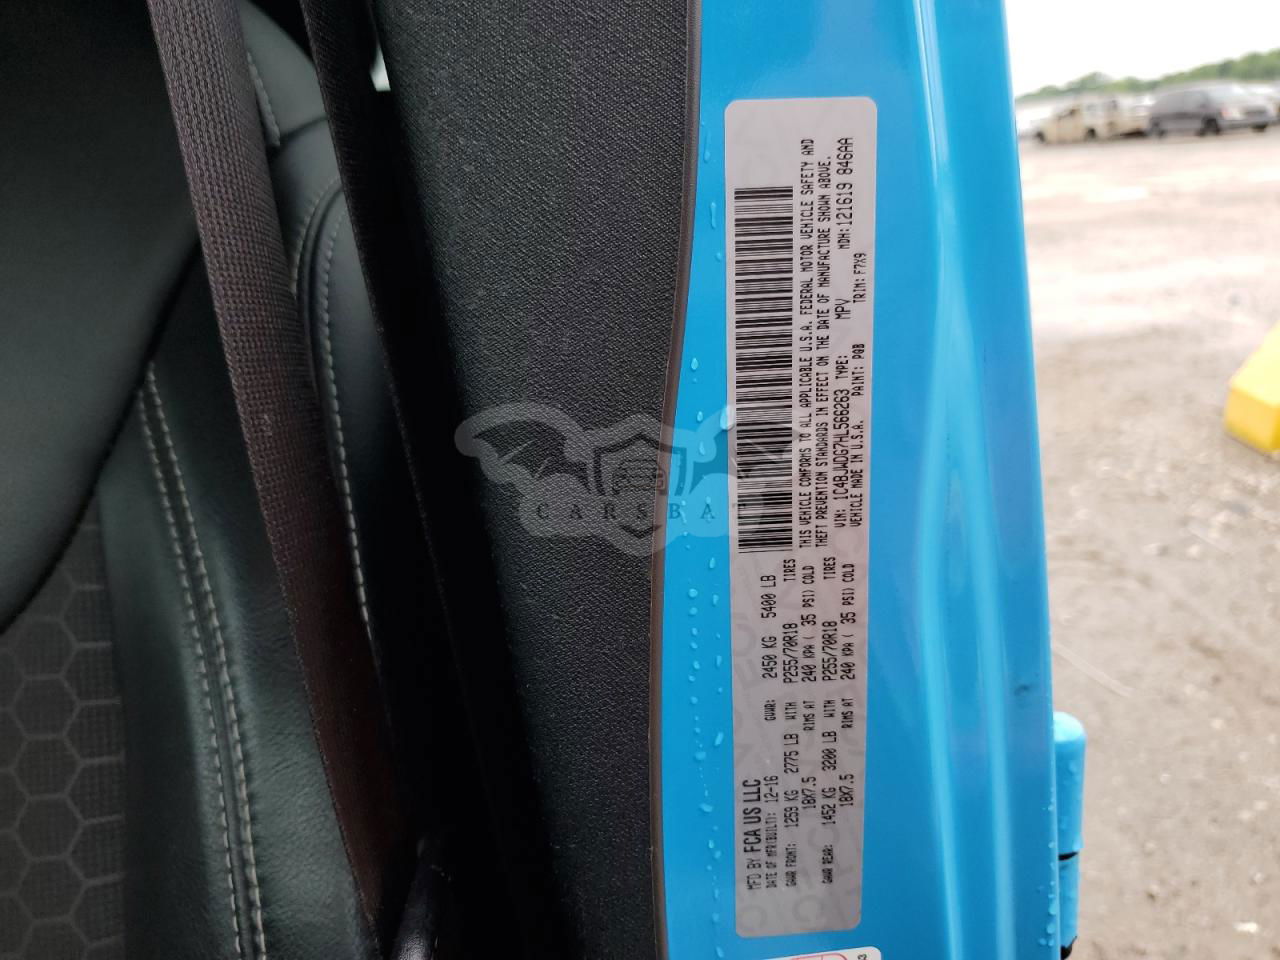 MFD BY FCA US LLC
DATE OF MFR(BUILT): 12-16 GVWR: 2450 KG 5400 LB
GAWR FRONT: 1259 KG 2775 LB WITH P255/70R18 TIRES
18X7.5 RIMS AT 240 KPA( 35 PSI) COLD
GAWR REAR: 1452 KG 3200 LB WITH P255/70R18 TIRES
18X7.5 RIMS AT 240 KPA( 35 PSI) COLD
THIS VEHICLE CONFORMS TO ALL APPLICABLE U.S.A. FEDERAL MOTOR VEHICLE SAFETY AND
THEFT PREVENTION STANDARDS IN EFFECT ON THE DATE OF MANUFACTURE SHOWN ABOVE.
VIN: 1C4BJWDG7HL566263 TYPE: MPV MDH: 121619 846AA
VEHICLE MADE IN U.S.A. PAINT: PQB TRIM: F7X9
CARSBAT